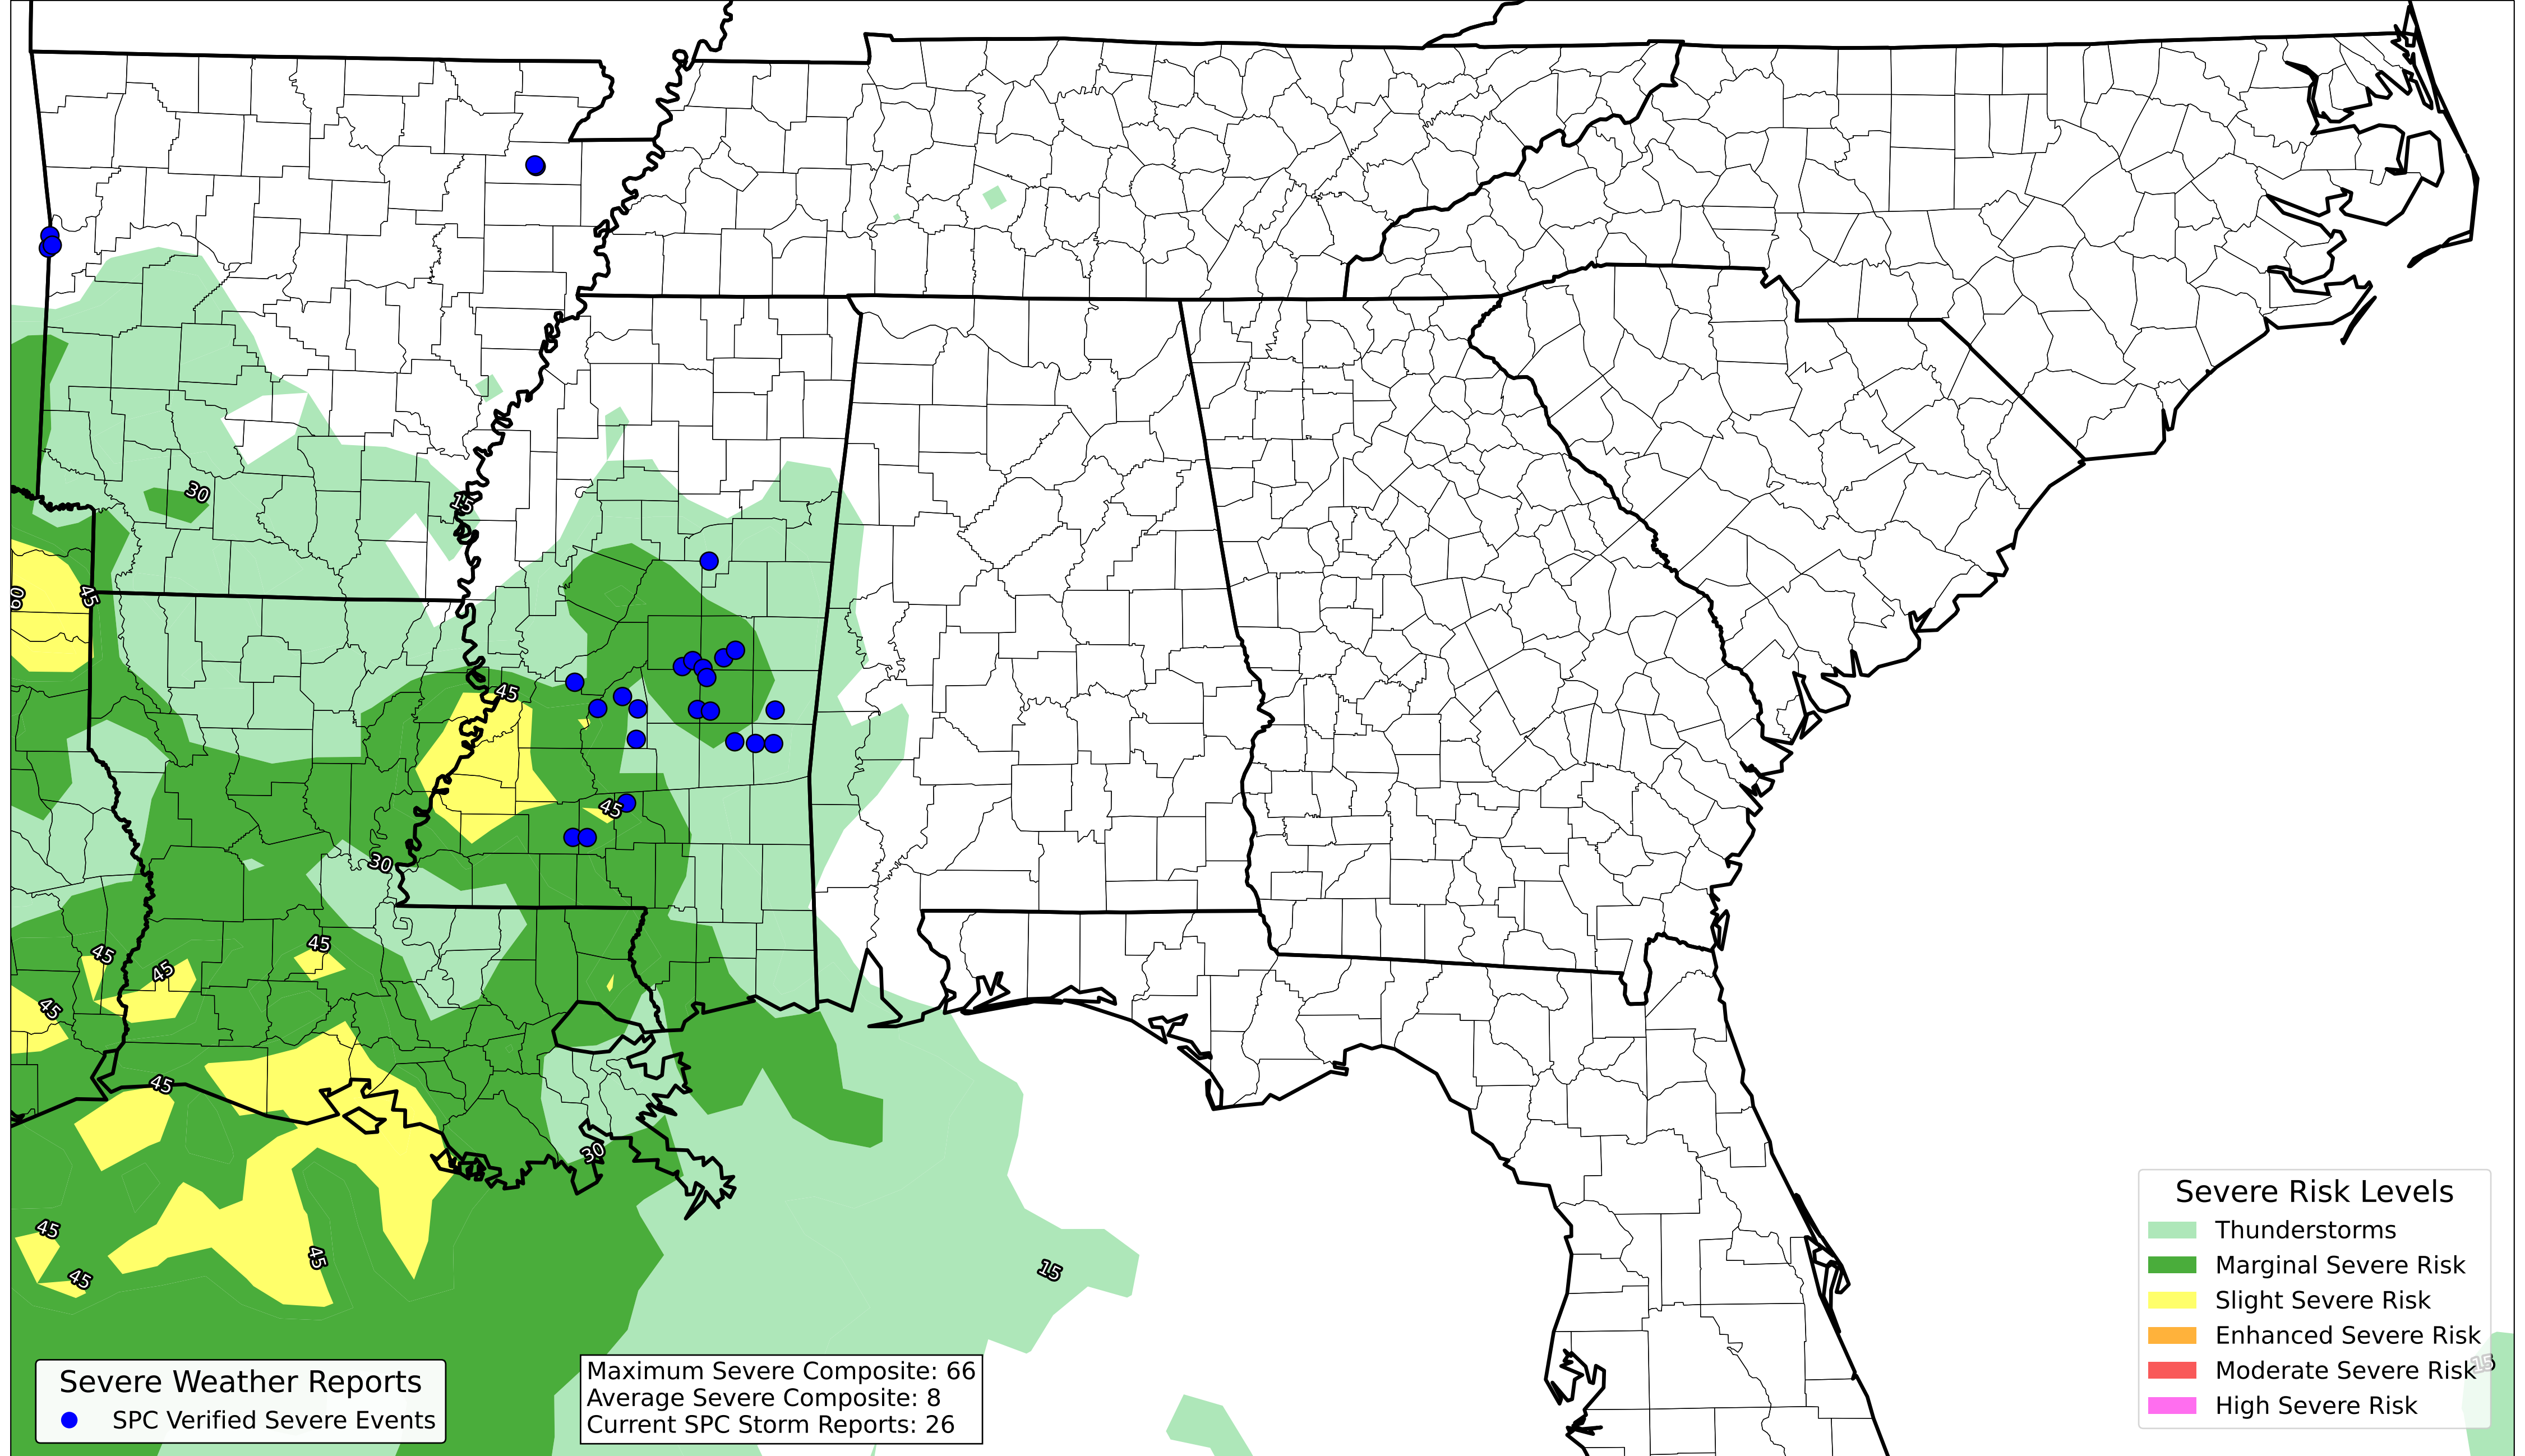 30
15
60
45
45
45
30
45
45
45
45
45
30
45
45
45
15
15
Severe Risk Levels
Thunderstorms
Marginal Severe Risk
Slight Severe Risk
Enhanced Severe Risk
Moderate Severe Risk
High Severe Risk
Severe Weather Reports
SPC Verified Severe Events
Maximum Severe Composite: 66
Average Severe Composite: 8
Current SPC Storm Reports: 26